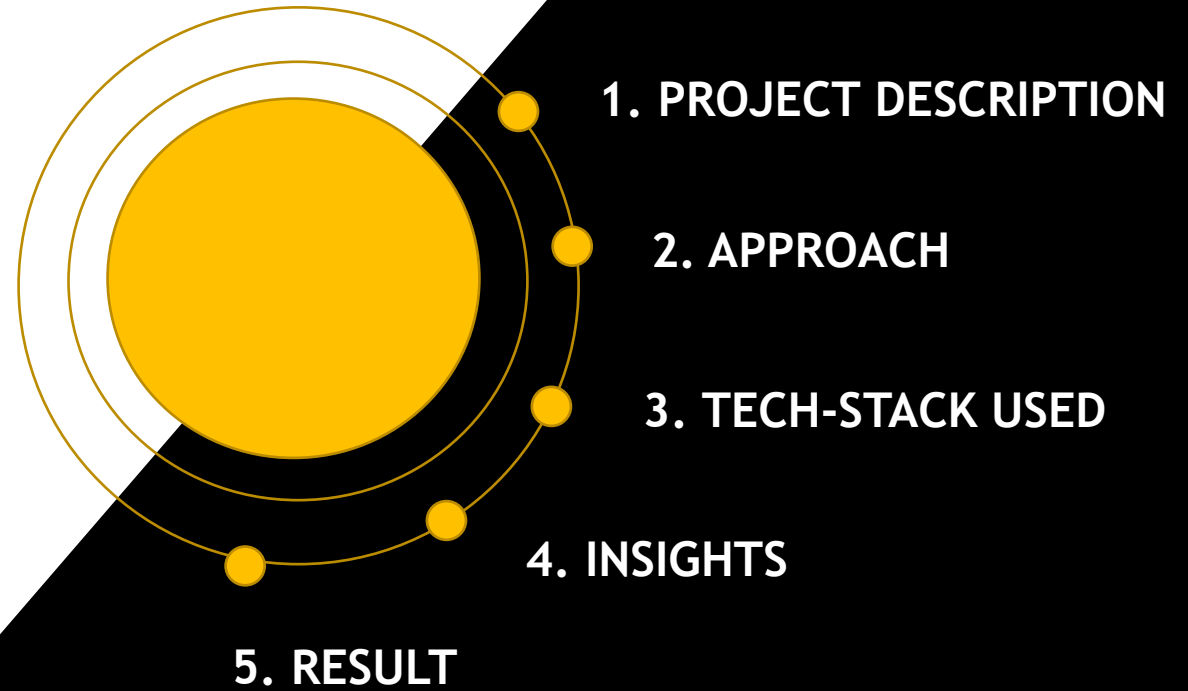 1. PROJECT DESCRIPTION
2. APPROACH
3. TECH-STACK USED
4. INSIGHTS
5. RESULT